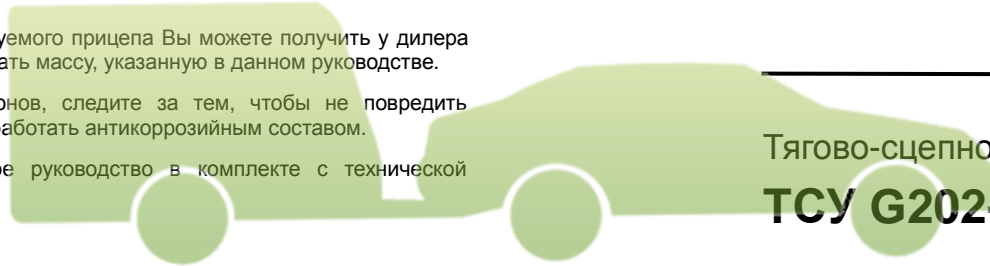 уемого прицепа Вы можете получить у дилера
ать массу, указанную в данном руководстве.
онов, следите за тем, чтобы не повредить
работать антикоррозийным составом.
ое руководство в комплекте с технической
Тягово-сцепно
ТСУ G202